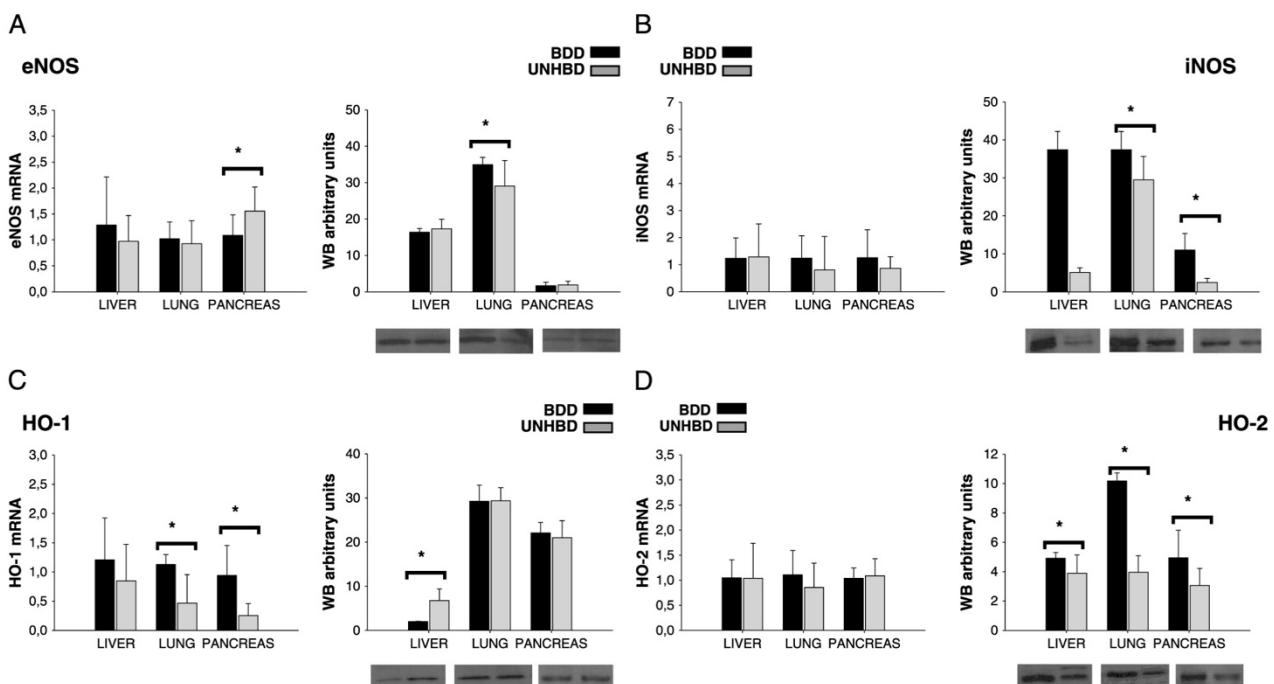 A
eNOS
BDD
UNHBD
eNOS mRNA
3,5
3,0
2,5
2,0
1,5
1,0
0,5
0,0
*
LIVER LUNG PANCREAS
WB arbitrary units
50
40
30
20
10
0
*
LIVER LUNG PANCREAS
B
iNOS
BDD
UNHBD
iNOS mRNA
7
6
5
4
3
2
1
0
LIVER LUNG PANCREAS
WB arbitrary units
50
40
30
20
10
0
*
*
LIVER LUNG PANCREAS
C
HO-1
BDD
UNHBD
HO-1 mRNA
3,0
2,5
2,0
1,5
1,0
0,5
0,0
*
*
LIVER LUNG PANCREAS
WB arbitrary units
40
30
20
10
0
*
LIVER LUNG PANCREAS
D
HO-2
BDD
UNHBD
HO-2 mRNA
3,5
3,0
2,5
2,0
1,5
1,0
0,5
0,0
LIVER LUNG PANCREAS
WB arbitrary units
12
10
8
6
4
2
0
*
*
*
LIVER LUNG PANCREAS